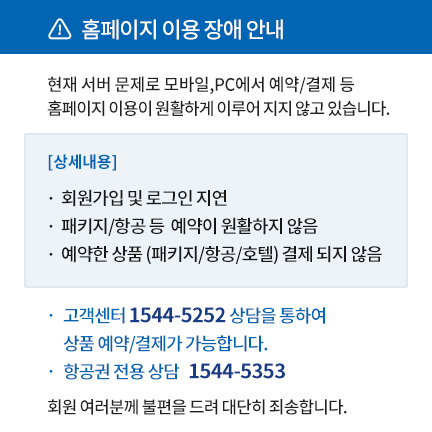 홈페이지 이용 장애 안내
현재 서버 문제로 모바일,PC에서 예약/결제 등
홈페이지 이용이 원활하게 이루어 지지 않고 있습니다.
[상세내용]
· 회원가입 및 로그인 지연
· 패키지/항공 등 예약이 원활하지 않음
· 예약한 상품 (패키지/항공/호텔) 결제 되지 않음
· 고객센터 1544-5252 상담을 통하여
상품 예약/결제가 가능합니다.
· 항공권 전용 상담 1544-5353
회원 여러분께 불편을 드려 대단히 죄송합니다.